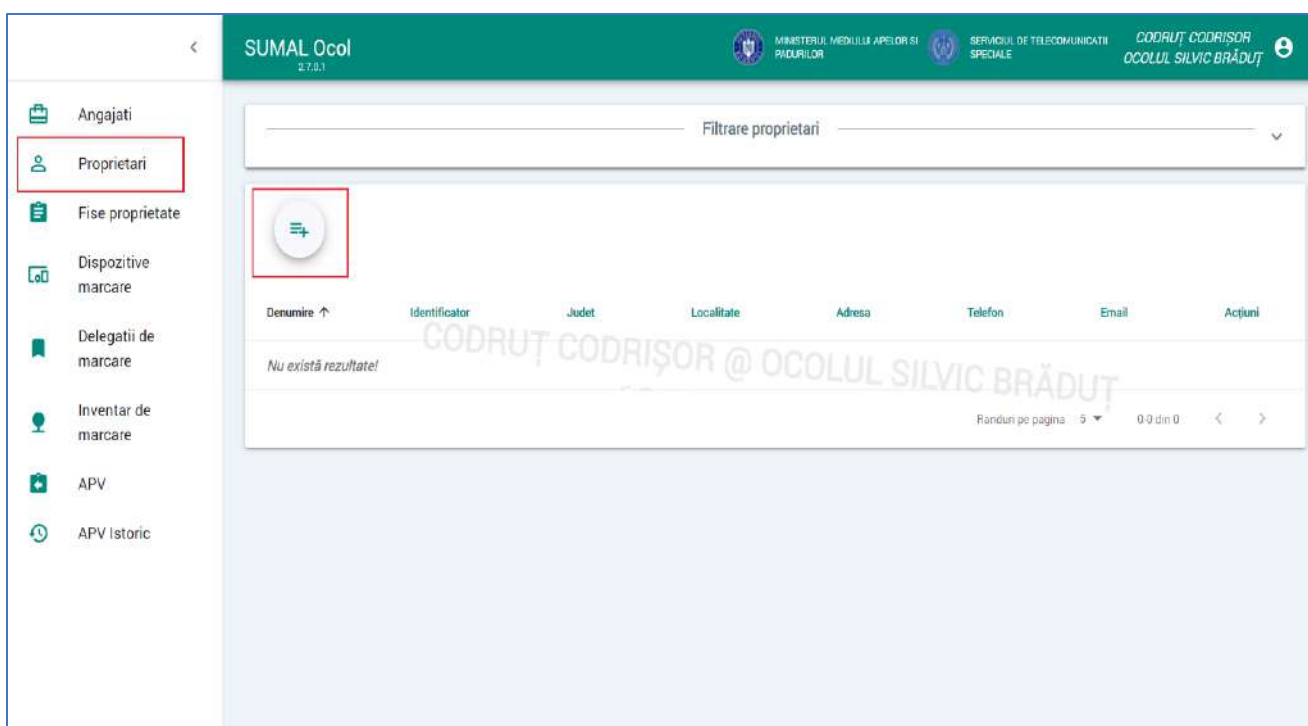 SUMAL Ocol
2.7.0.1
MINISTERUL MEDIULUI APELOR SI
PADURILOR
SERVICIUL DE TELECOMUNICATII
SPECIALE
CODRUȚ CODRIȘOR
OCOLUL SILVIC BRĂDUȚ
Angajati
Proprietari
Fise proprietate
Dispozitive
marcare
Delegatii de
marcare
Inventar de
marcare
APV
APV Istoric
Filtrare proprietari
Denumire ↑ Identificator Judet Localitate Adresa Telefon Email Acțiuni
CODRUȚ CODRIȘOR @ OCOLUL SILVIC BRĂDUȚ
Nu există rezultate!
Randuri pe pagina 5 0-0 din 0